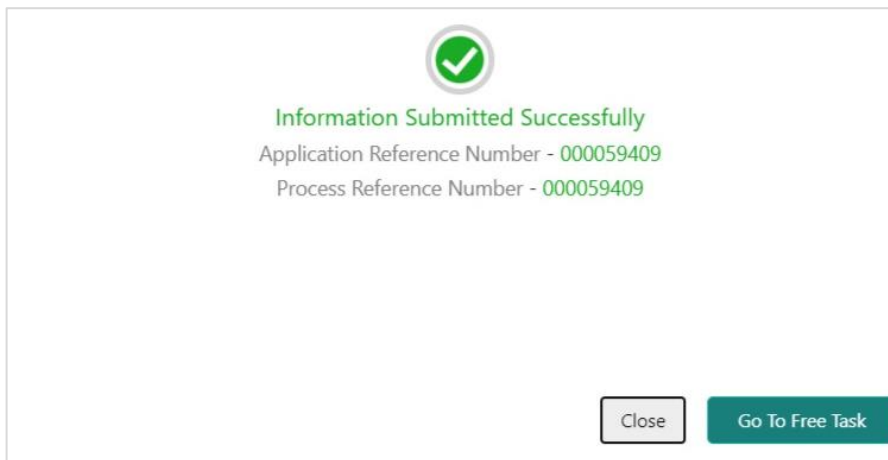 Information Submitted Successfully
Application Reference Number - 000059409
Process Reference Number - 000059409
Close
Go To Free Task